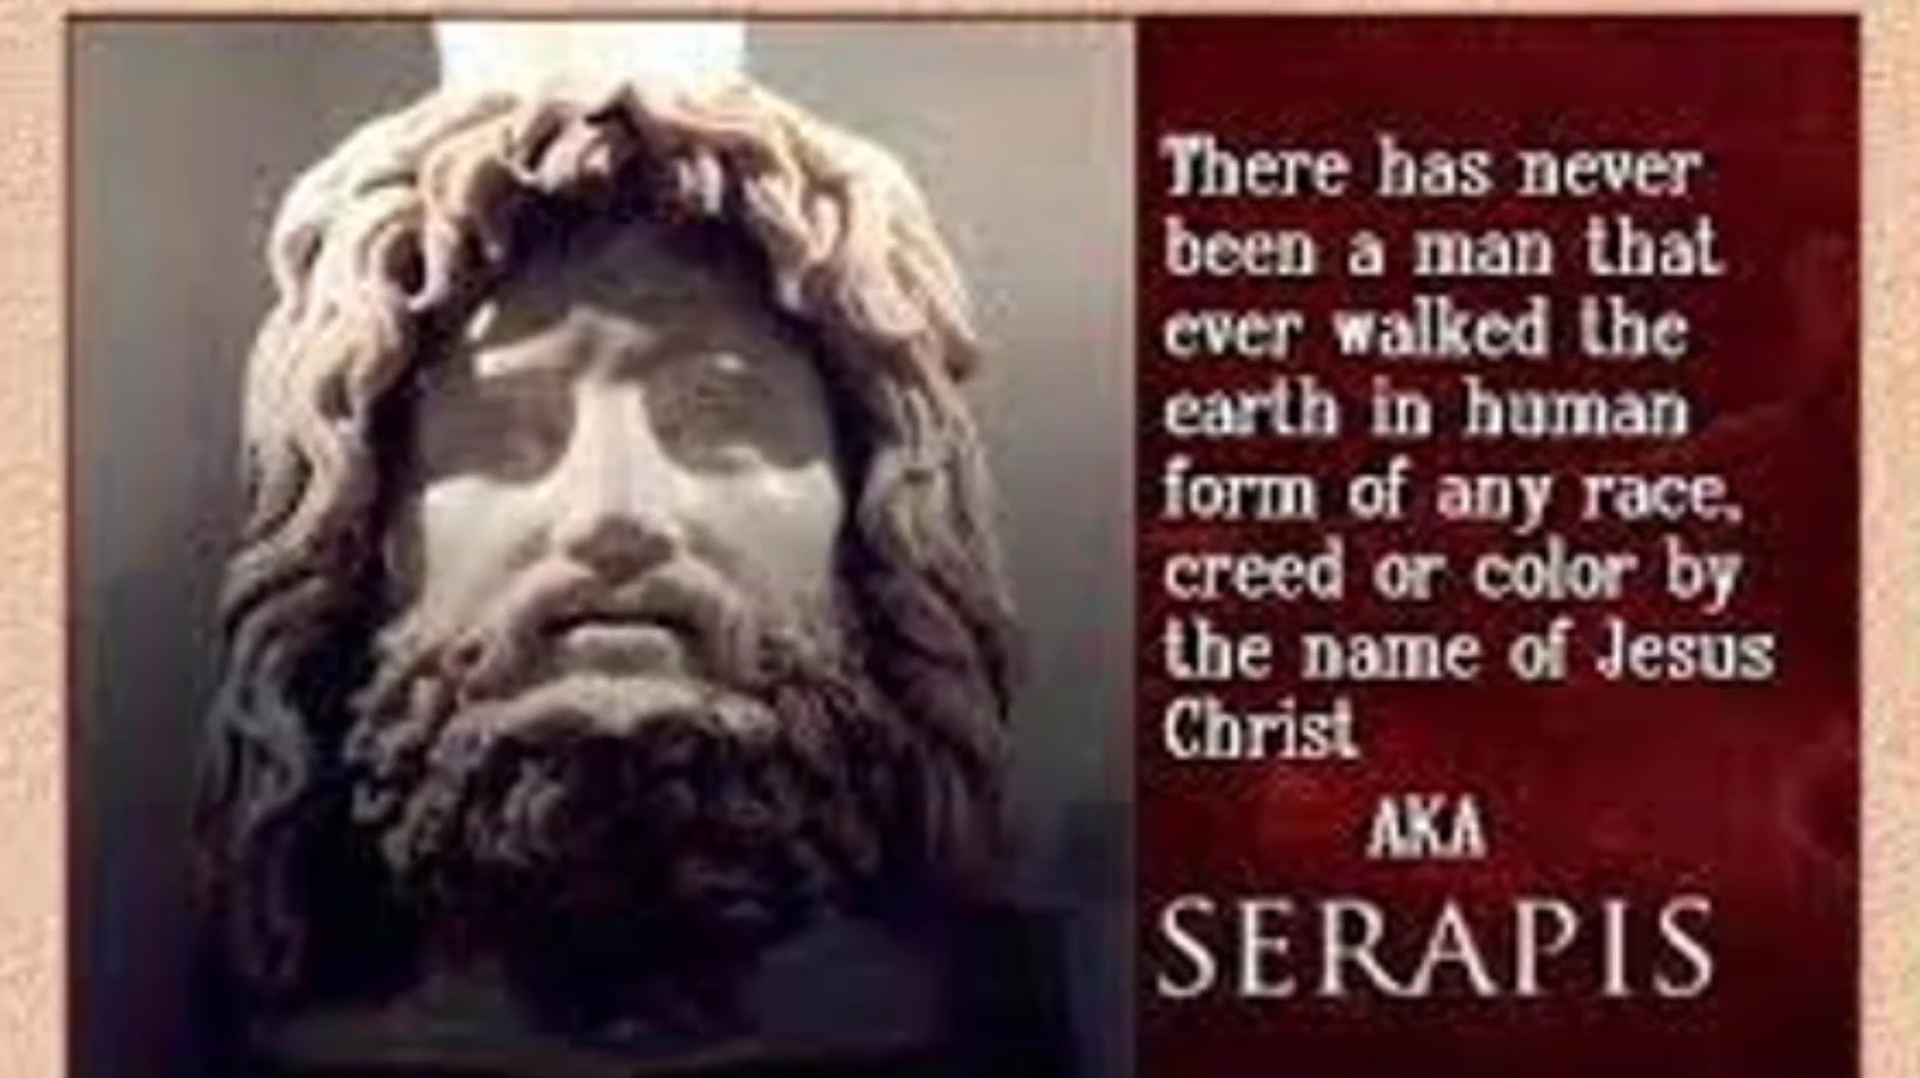 There has never
been a man that
ever walked the
earth in human
form of any race,
creed or color by
the name of Jesus
Christ
AKA
SERAPIS